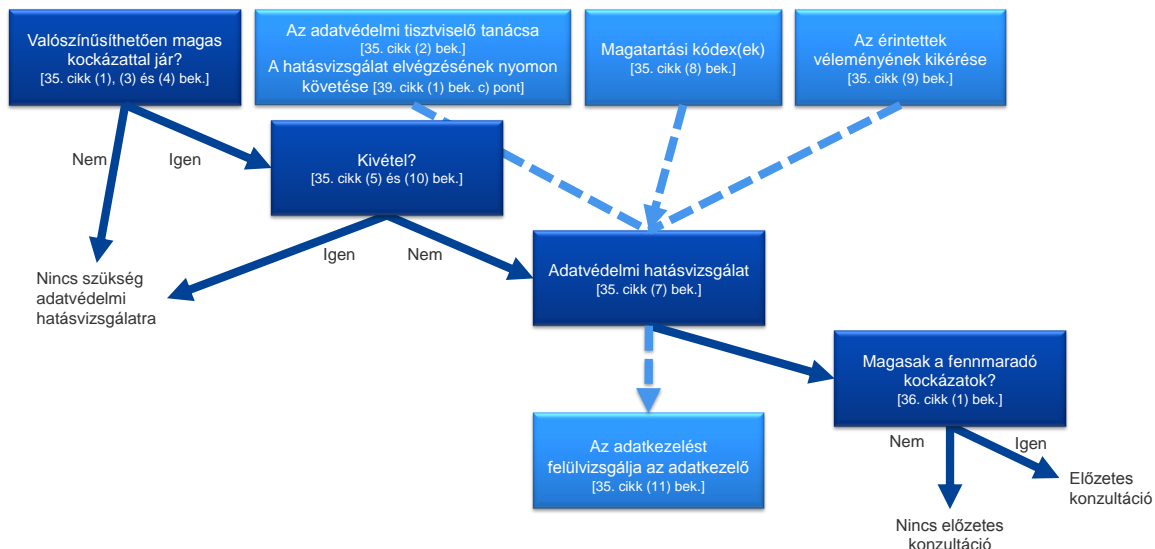 Valószínűsíthetően magas
kockázattal jár?
[35. cikk (1), (3) és (4) bek.]
Az adatvédelmi tisztviselő tanácsa
[35. cikk (2) bek.]
A hatásvizsgálat elvégzésének nyomon
követése [39. cikk (1) bek. c) pont]
Magatartási kódex(ek)
[35. cikk (8) bek.]
Az érintettek
véleményének kikérése
[35. cikk (9) bek.]
Nem
Igen
Kivétel?
[35. cikk (5) és (10) bek.]
Igen
Nem
Nincs szükség
adatvédelmi
hatásvizsgálatra
Adatvédelmi hatásvizsgálat
[35. cikk (7) bek.]
Magasak a fennmaradó
kockázatok?
[36. cikk (1) bek.]
Az adatkezelést
felülvizsgálja az adatkezelő
[35. cikk (11) bek.]
Nem
Igen
Előzetes
konzultáció
Nincs előzetes
konzultáció